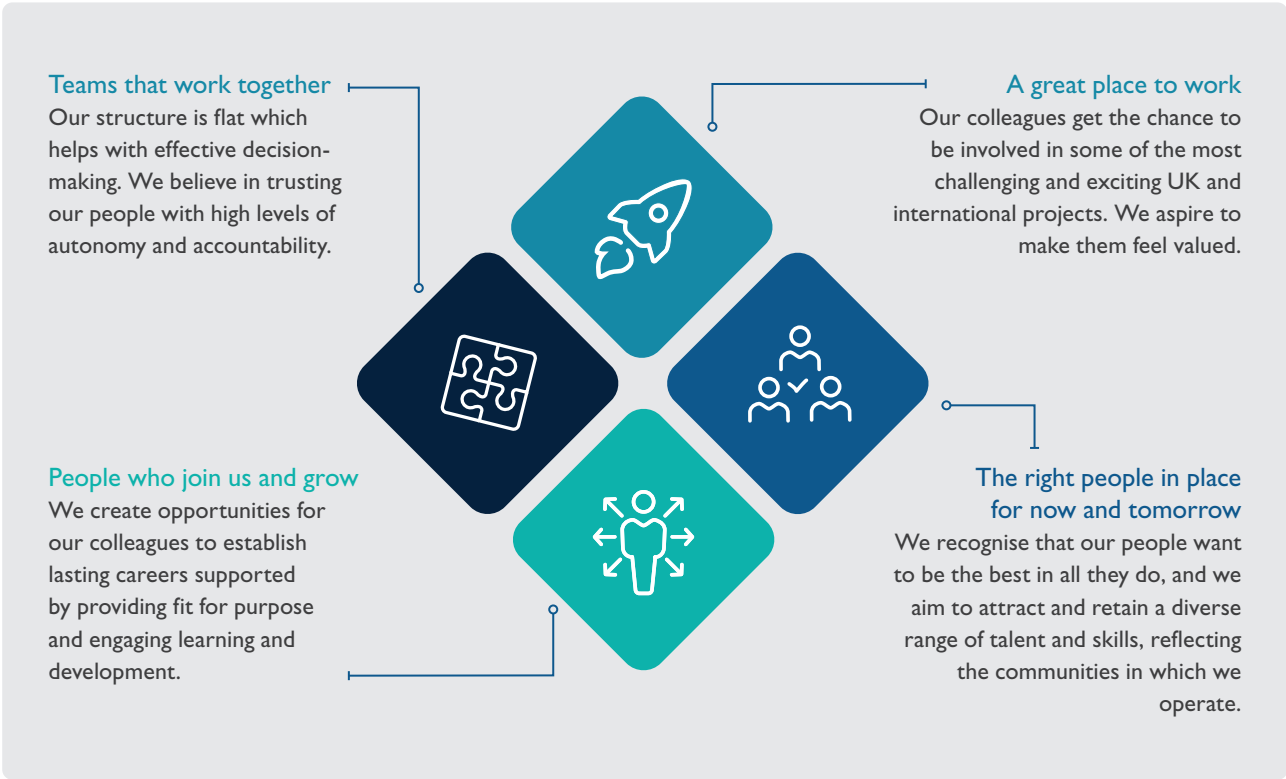 Teams that work together
Our structure is flat which
helps with effective decision-
making. We believe in trusting
our people with high levels of
autonomy and accountability.
A great place to work
Our colleagues get the chance to
be involved in some of the most
challenging and exciting UK and
international projects. We aspire to
make them feel valued.
People who join us and grow
We create opportunities for
our colleagues to establish
lasting careers supported
by providing fit for purpose
and engaging learning and
development.
The right people in place
for now and tomorrow
We recognise that our people want
to be the best in all they do, and we
aim to attract and retain a diverse
range of talent and skills, reflecting
the communities in which we
operate.